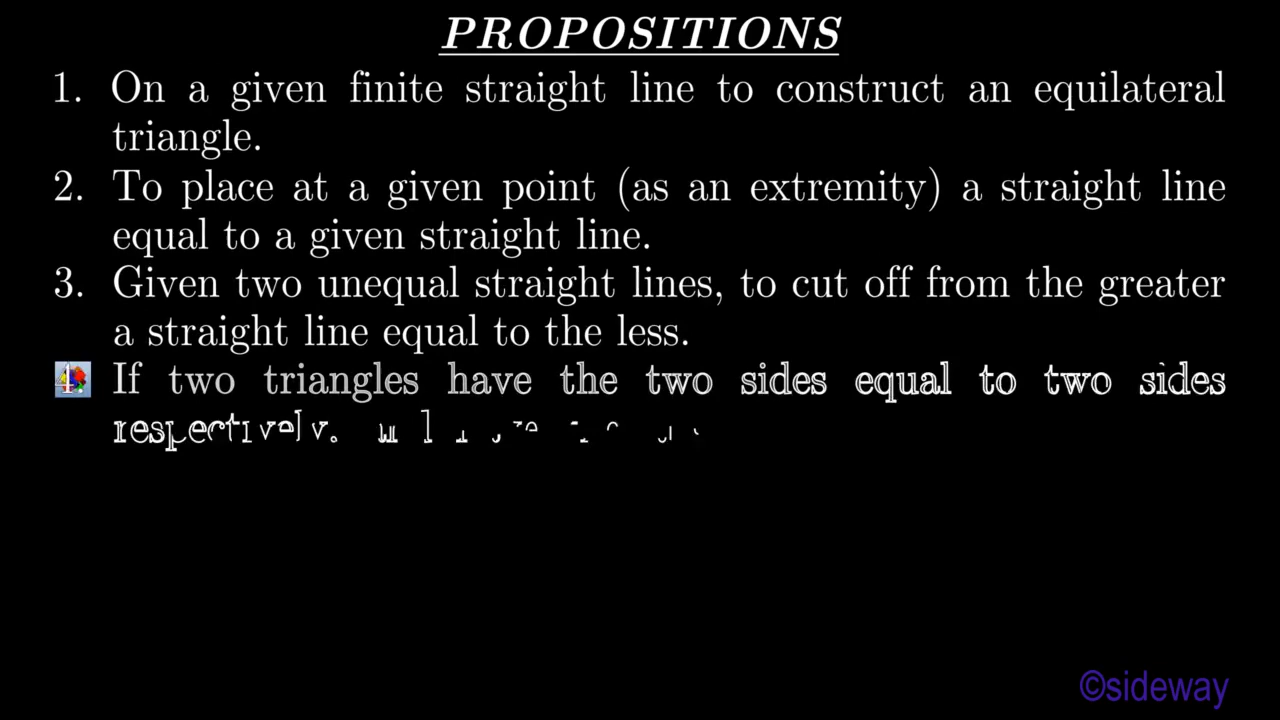 PROPOSITIONS
1. On a given finite straight line to construct an equilateral
triangle.
2. To place at a given point (as an extremity) a straight line
equal to a given straight line.
3. Given two unequal straight lines, to cut off from the greater
a straight line equal to the less.
4. If two triangles have the two sides equal to two sides
respectively,
©sideway